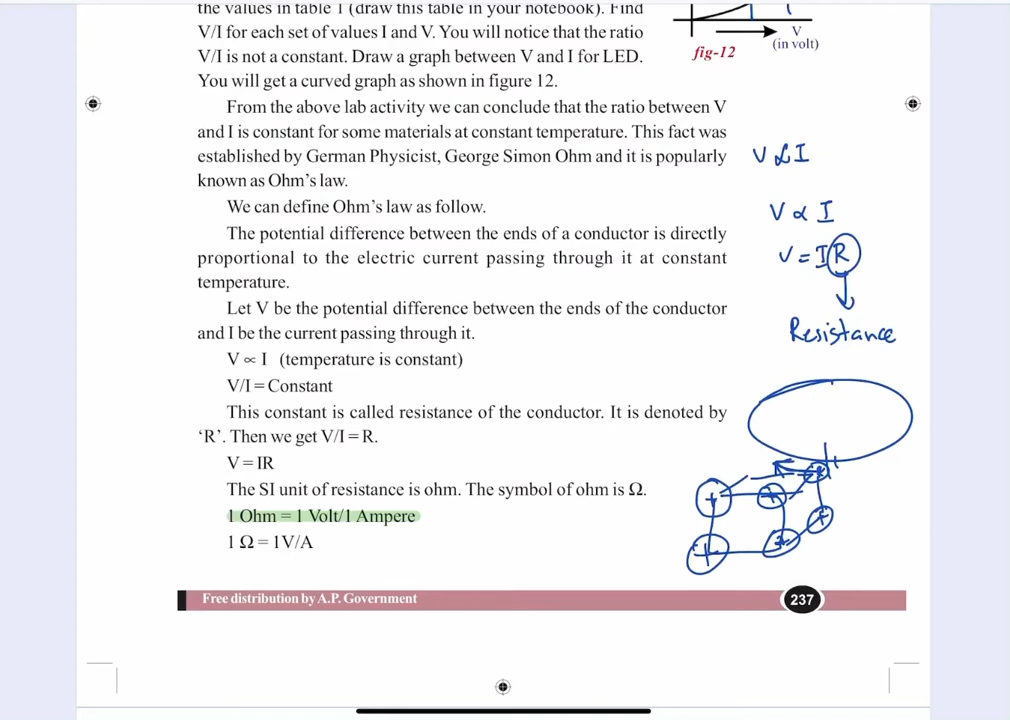 the values in table 1 (draw this table in your notebook). Find
V/I for each set of values I and V. You will notice that the ratio
V/I is not a constant. Draw a graph between V and I for LED.
You will get a curved graph as shown in figure 12.
V
(in volt)
fig-12
From the above lab activity we can conclude that the ratio between V
and I is constant for some materials at constant temperature. This fact was
established by German Physicist, George Simon Ohm and it is popularly
known as Ohm's law.
We can define Ohm's law as follow.
The potential difference between the ends of a conductor is directly
proportional to the electric current passing through it at constant
temperature.
Let V be the potential difference between the ends of the conductor
and I be the current passing through it.
V ∝ I (temperature is constant)
V/I = Constant
This constant is called resistance of the conductor. It is denoted by
‘R’. Then we get V/I = R.
V = IR
The SI unit of resistance is ohm. The symbol of ohm is Ω.
1 Ohm = 1 Volt/1 Ampere
1 Ω = 1V/A
V ∝ I
V ∝ I
V = IR
Resistance
+ + +
+ + +
Free distribution by A.P. Government
237